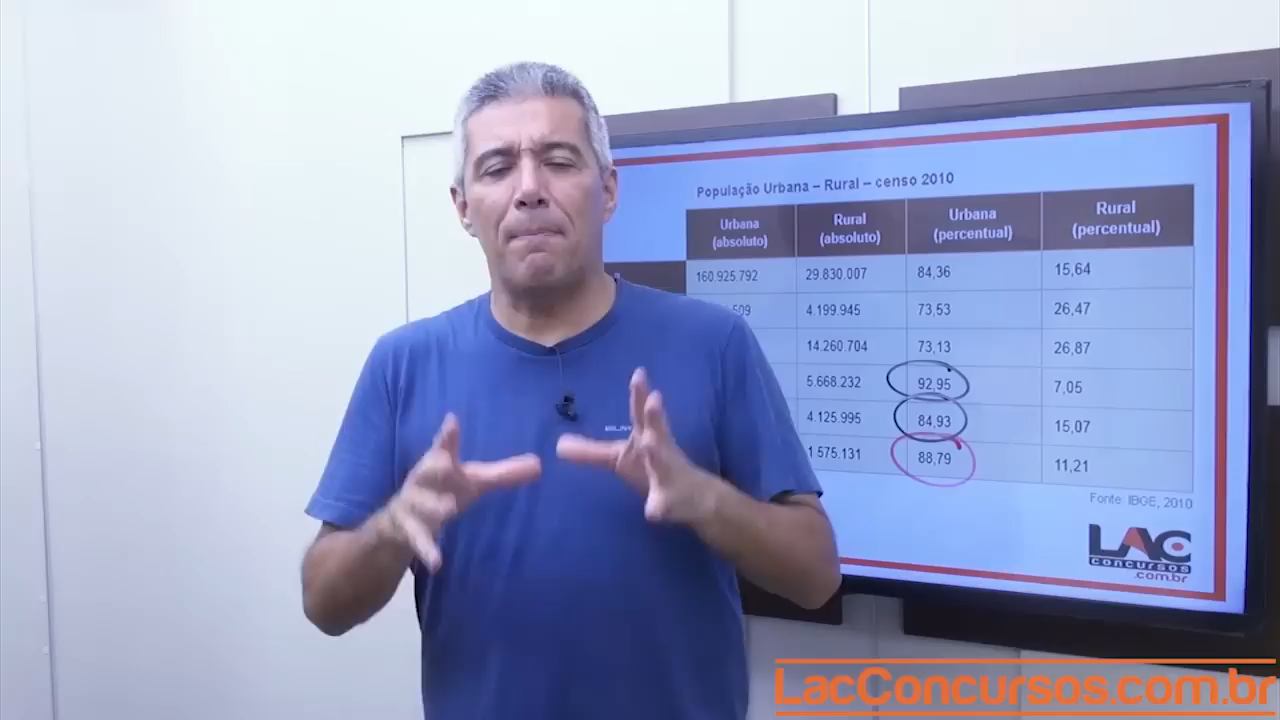 População Urbana – Rural – censo 2010
Urbana (absoluto) Rural (absoluto) Urbana (percentual) Rural (percentual)
160.925.792 29.830.007 84,36 15,64
509 4.199.945 73,53 26,47
14.260.704 73,13 26,87
5.668.232 92,95 7,05
4.125.995 84,93 15,07
1.575.131 88,79 11,21
Fonte IBGE, 2010
LAC
concursos
.com.br
LacConcursos.com.br